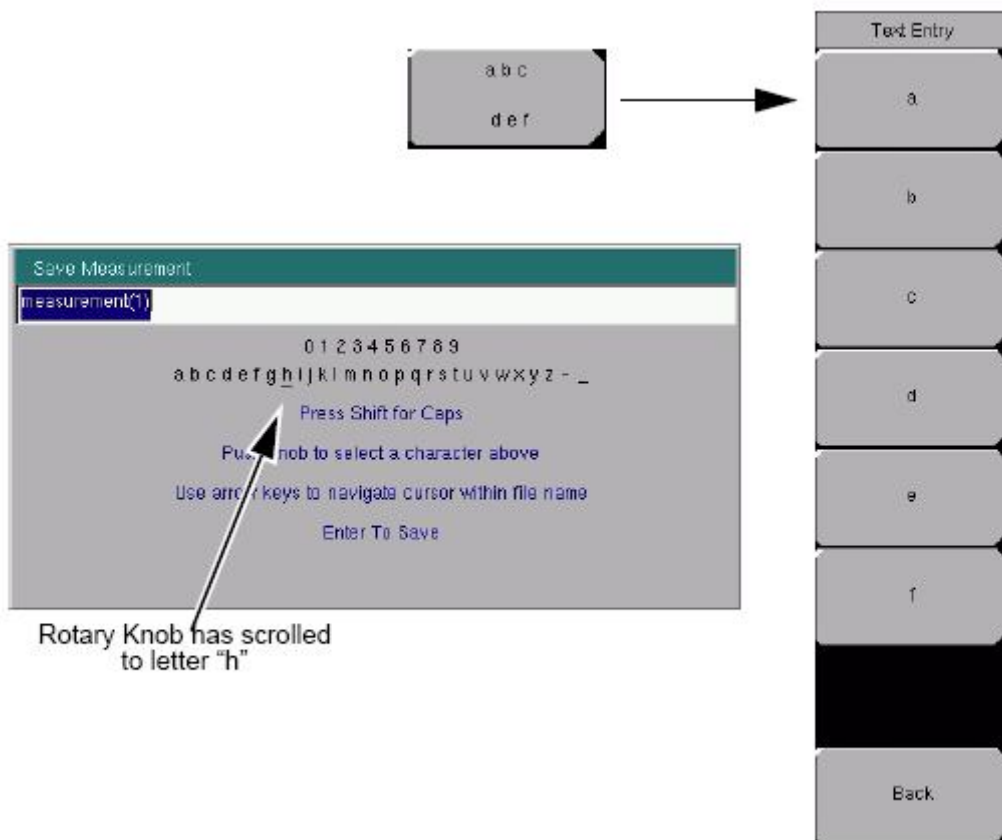 a b c
d e f
Save Measurement
measurement(1)
0 1 2 3 4 5 6 7 8 9
a b c d e f g h i j k l m n o p q r s t u v w x y z - _
Press Shift for Caps
knob to select a character above
Use arrow keys to navigate cursor within file name
Enter To Save
Rotary Knob has scrolled
to letter "h"
Text Entry
a
b
c
d
e
f
Back